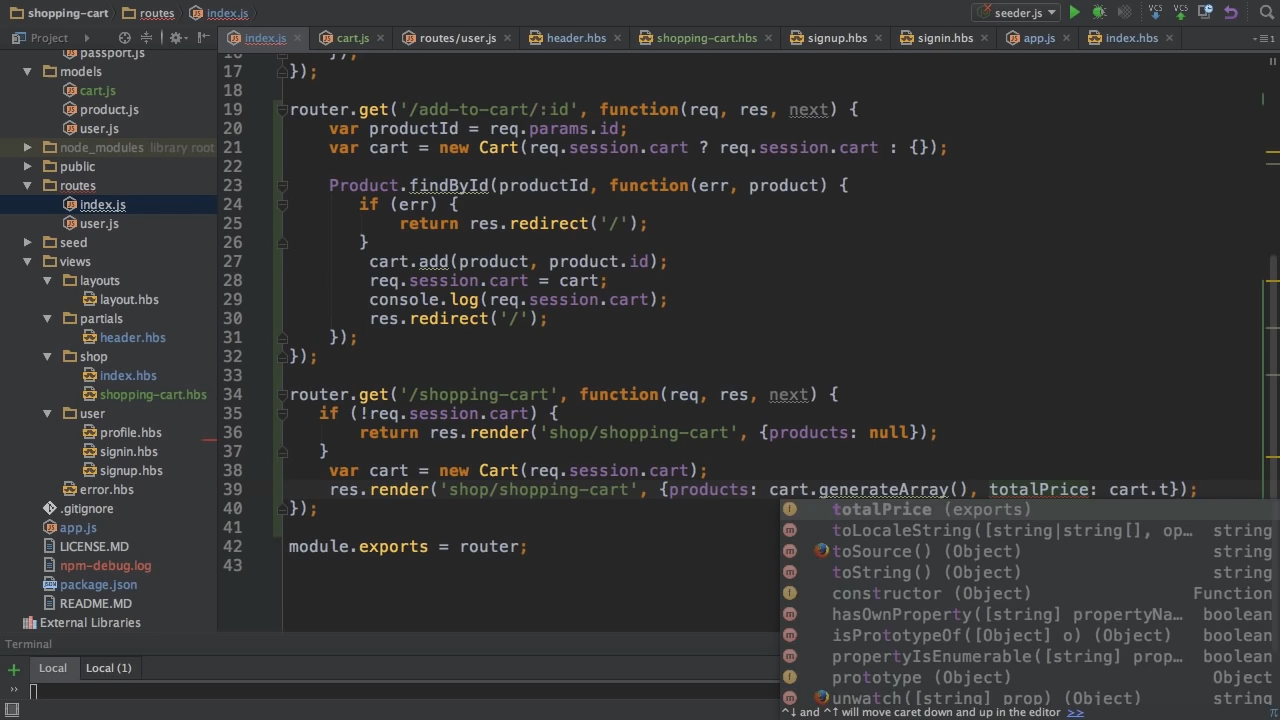 shopping-cart routes index.js seeder.js VCS VCS
Project index.js cart.js routes/user.js header.hbs shopping-cart.hbs signup.hbs signin.hbs app.js index.hbs
passport.js
models
cart.js
product.js
user.js
node_modules library root
public
routes
index.js
user.js
seed
views
layouts
layout.hbs
partials
header.hbs
shop
index.hbs
shopping-cart.hbs
user
profile.hbs
signin.hbs
signup.hbs
error.hbs
.gitignore
app.js
LICENSE.MD
npm-debug.log
package.json
README.MD
External Libraries
16 });
17 });
18
19 router.get('/add-to-cart/:id', function(req, res, next) {
20 var productId = req.params.id;
21 var cart = new Cart(req.session.cart ? req.session.cart : {});
22
23 Product.findById(productId, function(err, product) {
24 if (err) {
25 return res.redirect('/');
26 }
27 cart.add(product, product.id);
28 req.session.cart = cart;
29 console.log(req.session.cart);
30 res.redirect('/');
31 });
32 });
33
34 router.get('/shopping-cart', function(req, res, next) {
35 if (!req.session.cart) {
36 return res.render('shop/shopping-cart', {products: null});
37 }
38 var cart = new Cart(req.session.cart);
39 res.render('shop/shopping-cart', {products: cart.generateArray(), totalPrice: cart.t});
40 });
41
42 module.exports = router;
43
totalPrice (exports)
toLocaleString([string|string[], op… string
toSource() (Object) string
toString() (Object) string
constructor (Object) Function
hasOwnProperty([string] propertyNa… boolean
isPrototypeOf([Object] o) (Object) boolean
propertyIsEnumerable([string] prop… boolean
prototype (Object) Object
unwatch([string] prop) (Object) boolean
^↓ and ^↑ will move caret down and up in the editor >>
Terminal
Local Local (1)